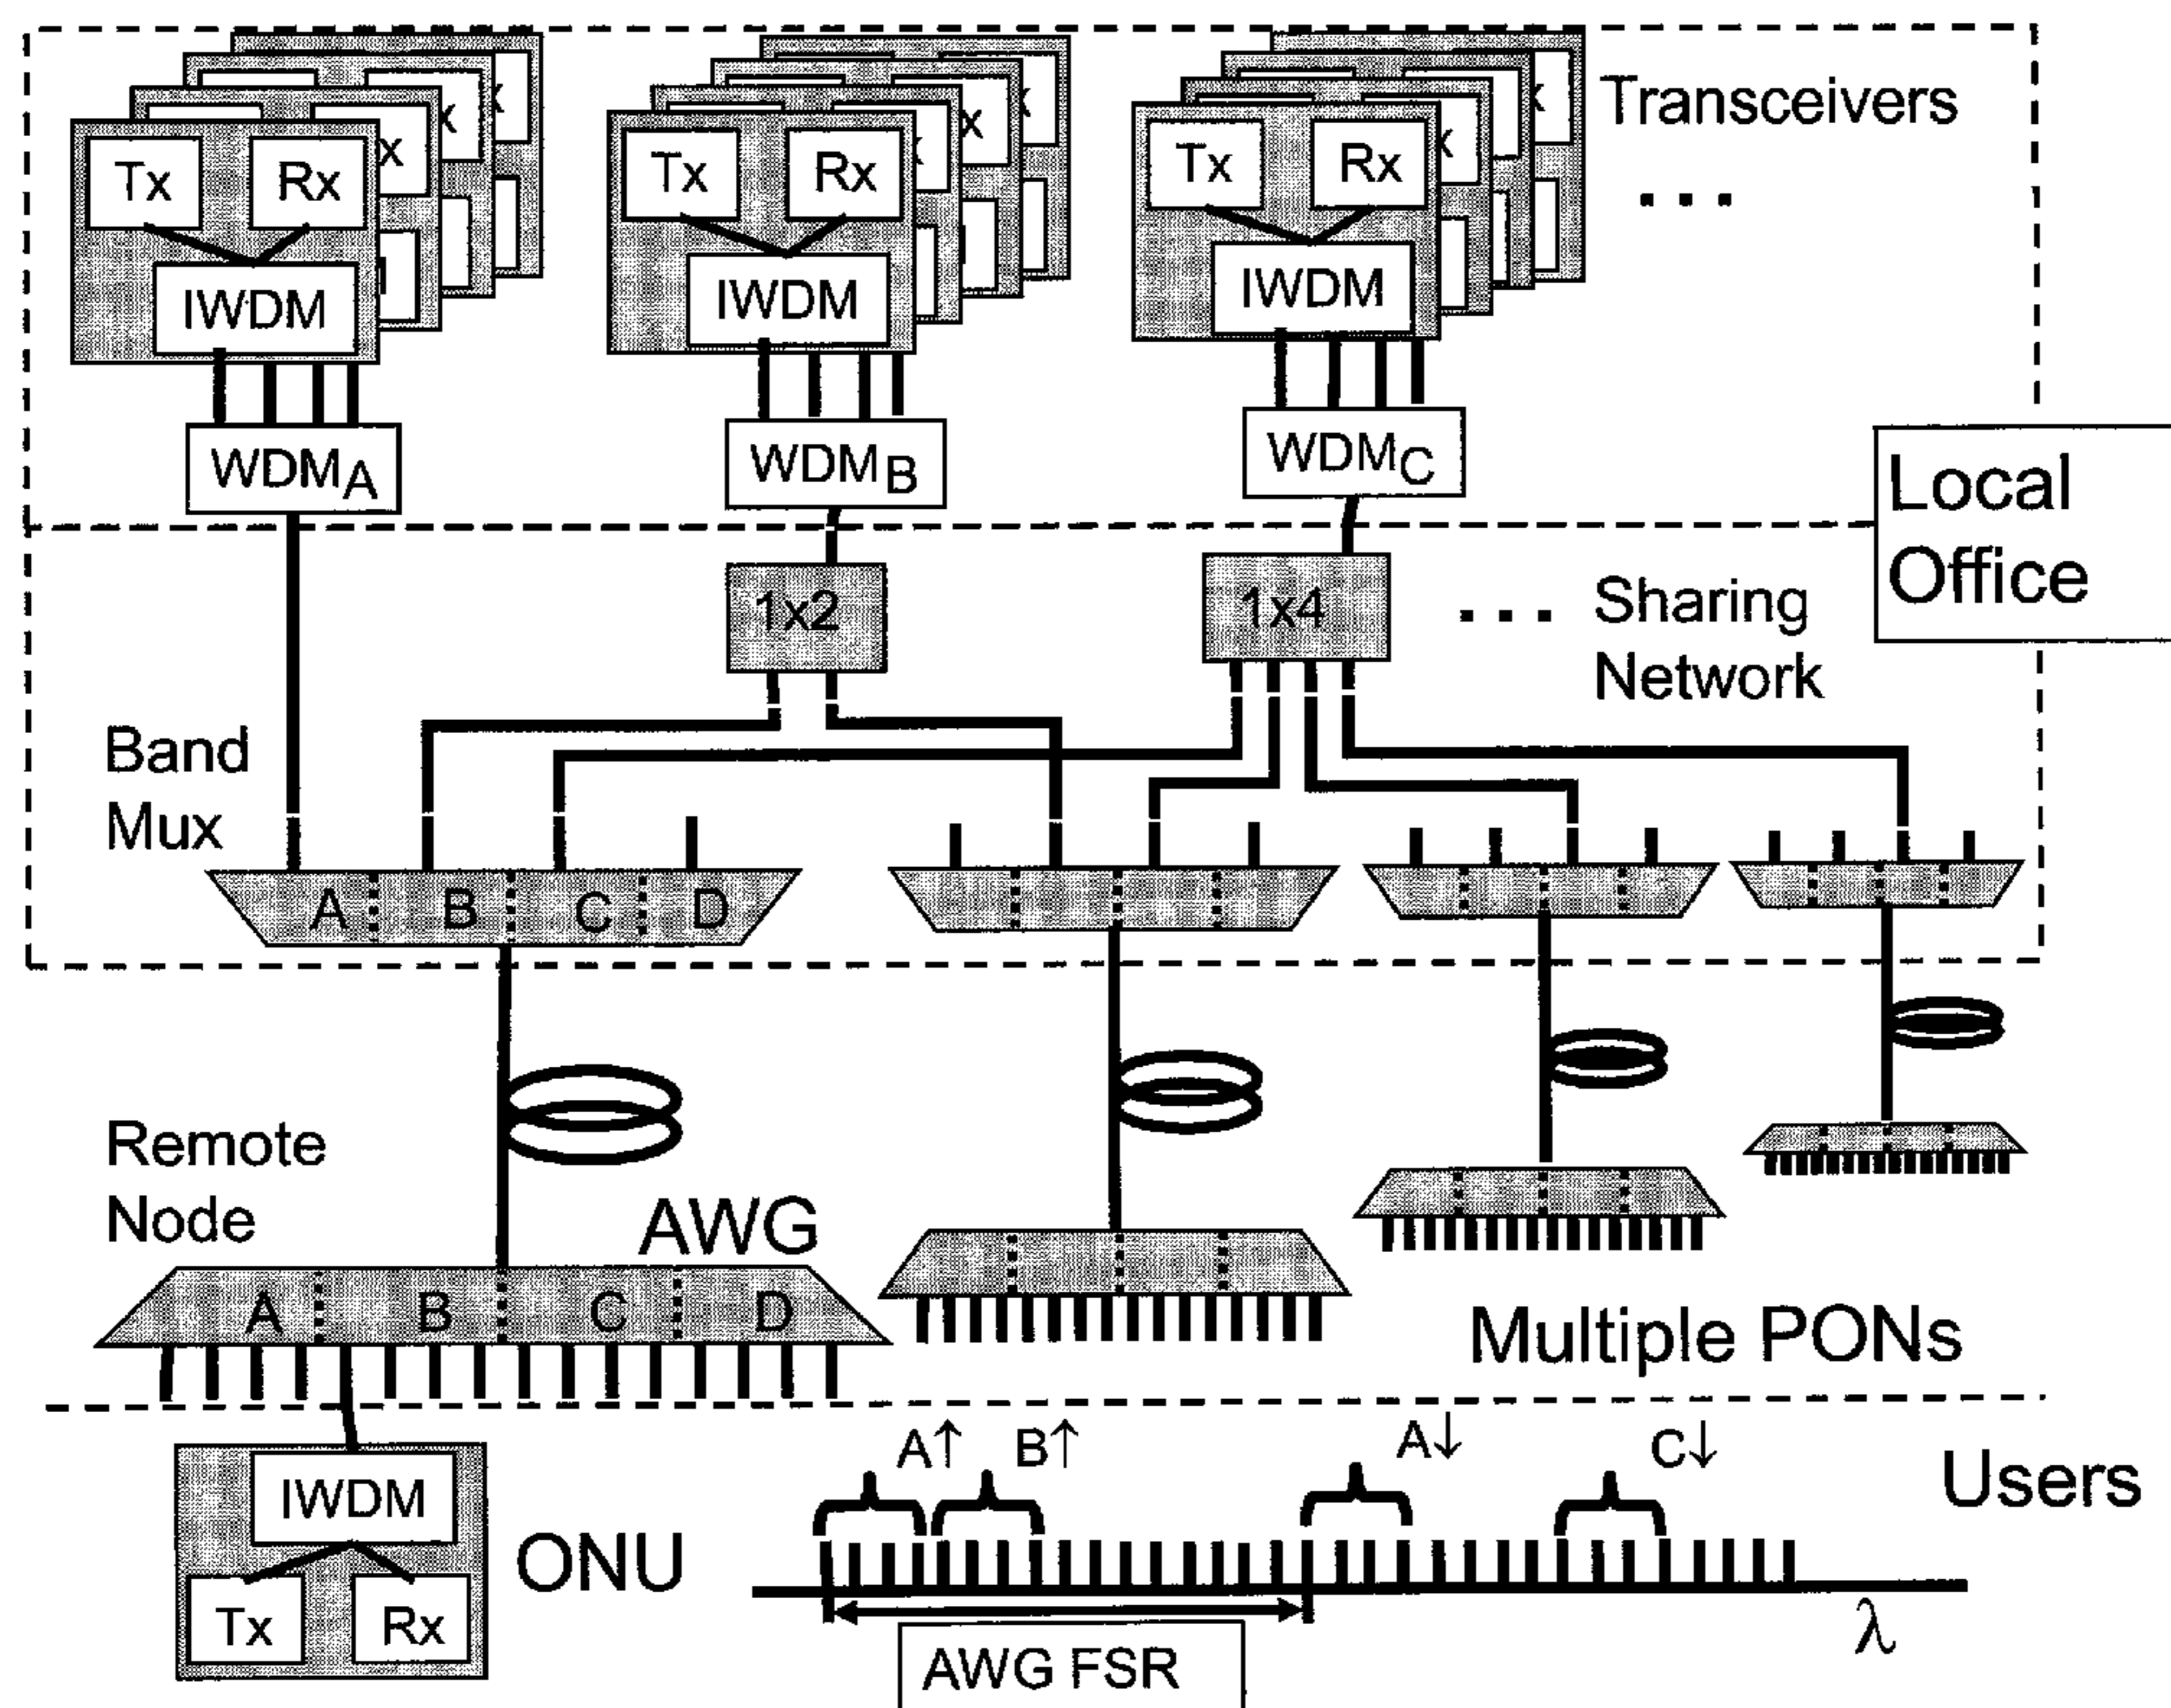 Transceivers
Tx Rx
x
x
x
IWDM
Tx Rx
x
x
x
IWDM
Tx Rx
x
x
IWDM
...
WDMA
WDMB
WDMC
Local
Office
1x2
1x4
... Sharing
Network
Band
Mux
A B C D
Remote
Node
AWG
A B C D
Multiple PONs
A↑ B↑ A↓ C↓
Users
IWDM
Tx Rx
ONU
λ
AWG FSR